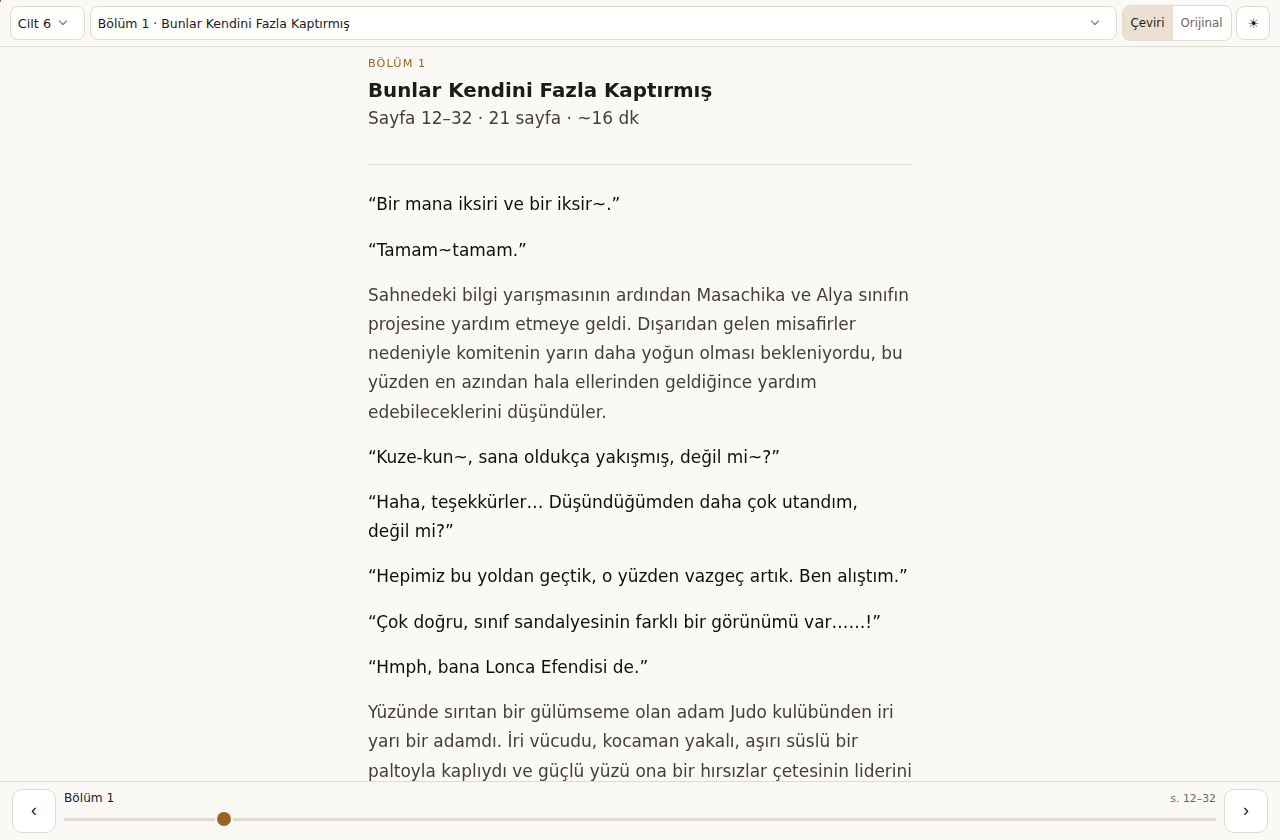 Cilt 6
Bölüm 1 · Bunlar Kendini Fazla Kaptırmış
Çeviri
Orijinal
BÖLÜM 1
Bunlar Kendini Fazla Kaptırmış
Sayfa 12–32 · 21 sayfa · ~16 dk
“Bir mana iksiri ve bir iksir~.”
“Tamam~tamam.”
Sahnedeki bilgi yarışmasının ardından Masachika ve Alya sınıfın
projesine yardım etmeye geldi. Dışarıdan gelen misafirler
nedeniyle komitenin yarın daha yoğun olması bekleniyordu, bu
yüzden en azından hala ellerinden geldiğince yardım
edebileceklerini düşündüler.
“Kuze-kun~, sana oldukça yakışmış, değil mi~?”
“Haha, teşekkürler… Düşündüğümden daha çok utandım,
değil mi?”
“Hepimiz bu yoldan geçtik, o yüzden vazgeç artık. Ben alıştım.”
“Çok doğru, sınıf sandalyesinin farklı bir görünümü var……!”
“Hmph, bana Lonca Efendisi de.”
Yüzünde sırıtan bir gülümseme olan adam Judo kulübünden iri
yarı bir adamdı. İri vücudu, kocaman yakalı, aşırı süslü bir
paltoyla kaplıydı ve güçlü yüzü ona bir hırsızlar çetesinin liderini
‹
Bölüm 1
s. 12–32
›